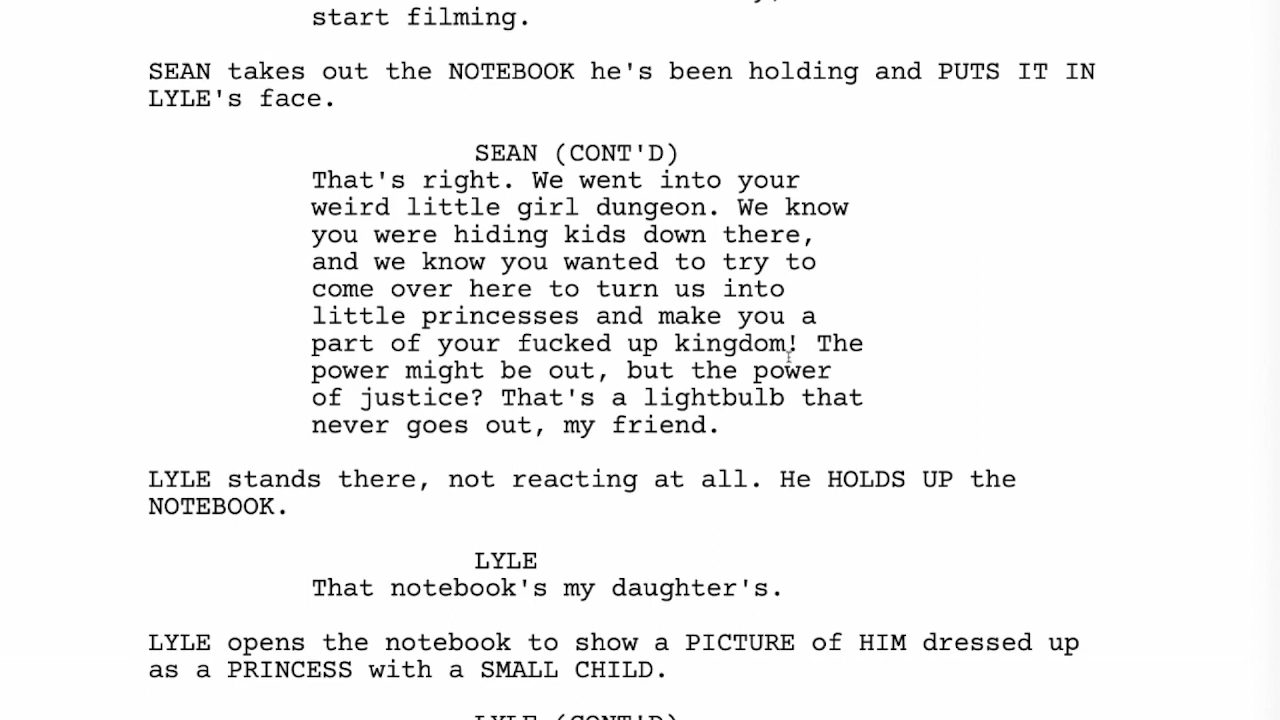 start filming.
SEAN takes out the NOTEBOOK he's been holding and PUTS IT IN
LYLE's face.
SEAN (CONT'D)
That's right. We went into your
weird little girl dungeon. We know
you were hiding kids down there,
and we know you wanted to try to
come over here to turn us into
little princesses and make you a
part of your fucked up kingdom! The
power might be out, but the power
of justice? That's a lightbulb that
never goes out, my friend.
LYLE stands there, not reacting at all. He HOLDS UP the
NOTEBOOK.
LYLE
That notebook's my daughter's.
LYLE opens the notebook to show a PICTURE of HIM dressed up
as a PRINCESS with a SMALL CHILD.
LYLE (CONT'D)